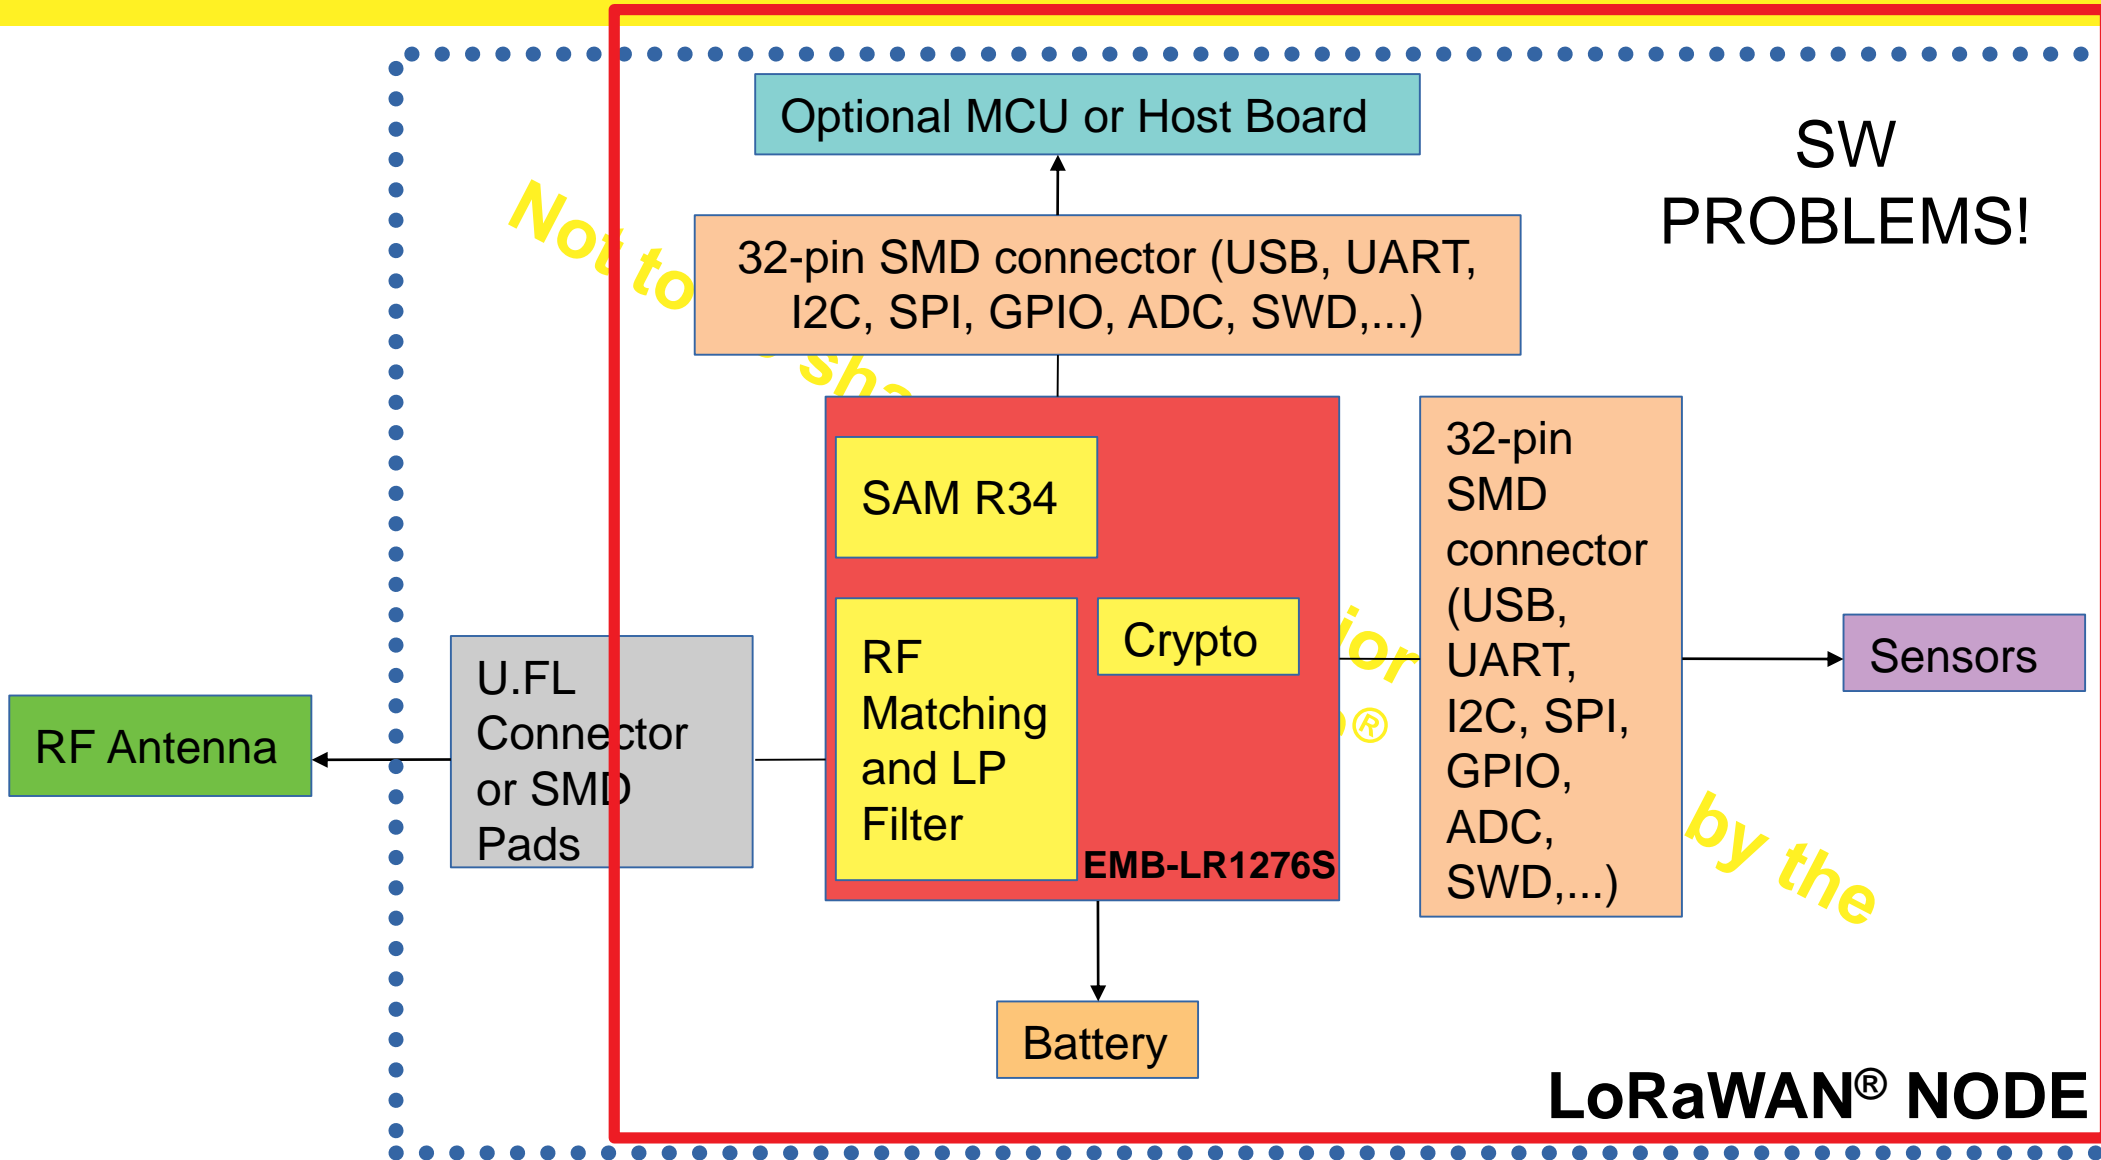 Optional MCU or Host Board
SW
PROBLEMS!
32-pin SMD connector (USB, UART,
I2C, SPI, GPIO, ADC, SWD,...)
Not to
SAM R34
RF
Matching
and LP
Filter
Crypto
EMB-LR1276S
32-pin
SMD
connector
(USB,
UART,
I2C, SPI,
GPIO,
ADC,
SWD,...)
Sensors
U.FL
Connector
or SMD
Pads
RF Antenna
®
by the
Battery
LoRaWAN® NODE